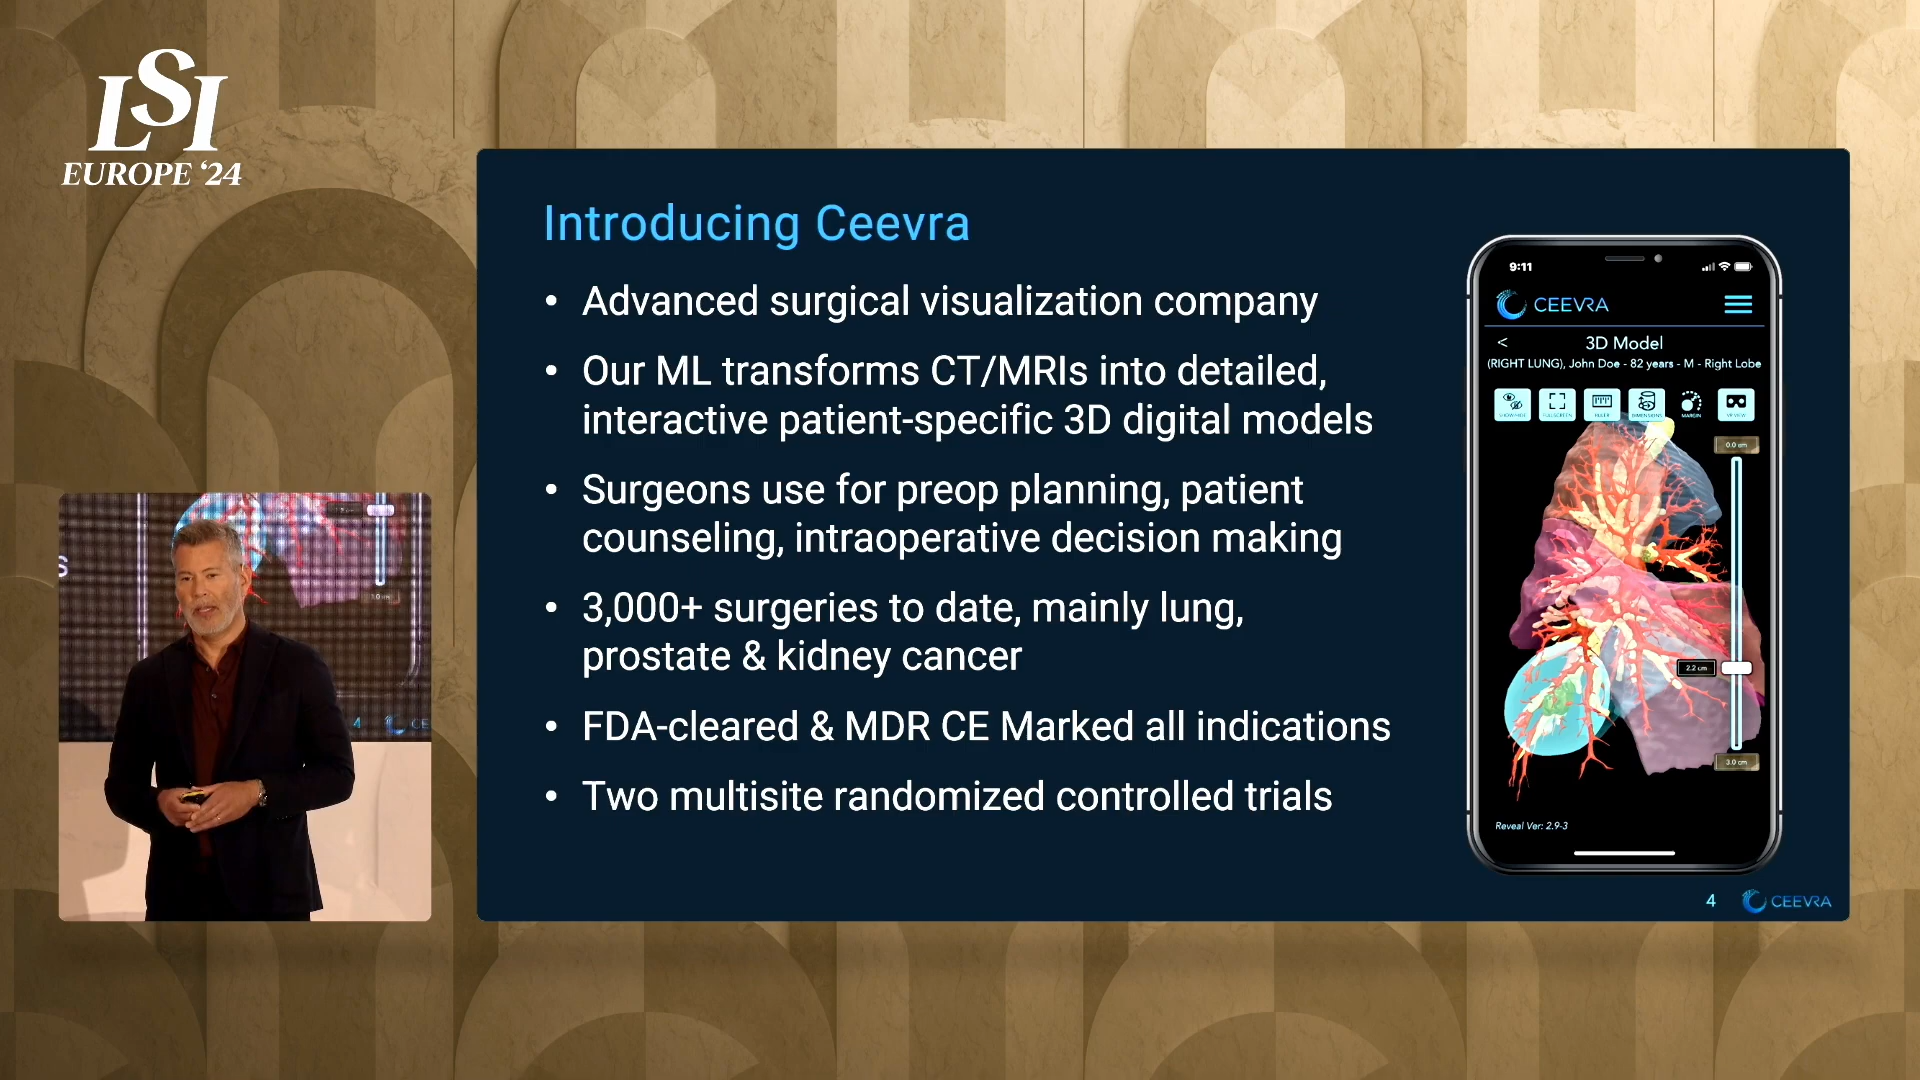 LSI
EUROPE ‘24
Introducing Ceevra
• Advanced surgical visualization company
• Our ML transforms CT/MRIs into detailed,
interactive patient-specific 3D digital models
• Surgeons use for preop planning, patient
counseling, intraoperative decision making
• 3,000+ surgeries to date, mainly lung,
prostate & kidney cancer
• FDA-cleared & MDR CE Marked all indications
• Two multisite randomized controlled trials
9:11
CEEVRA
<
3D Model
(RIGHT LUNG), John Doe - 82 years - M - Right Lobe
MARGIN
0.0 cm
2.2 cm
3.0 cm
Reveal Ver: 2.9-3
4 CEEVRA
S
4 CE